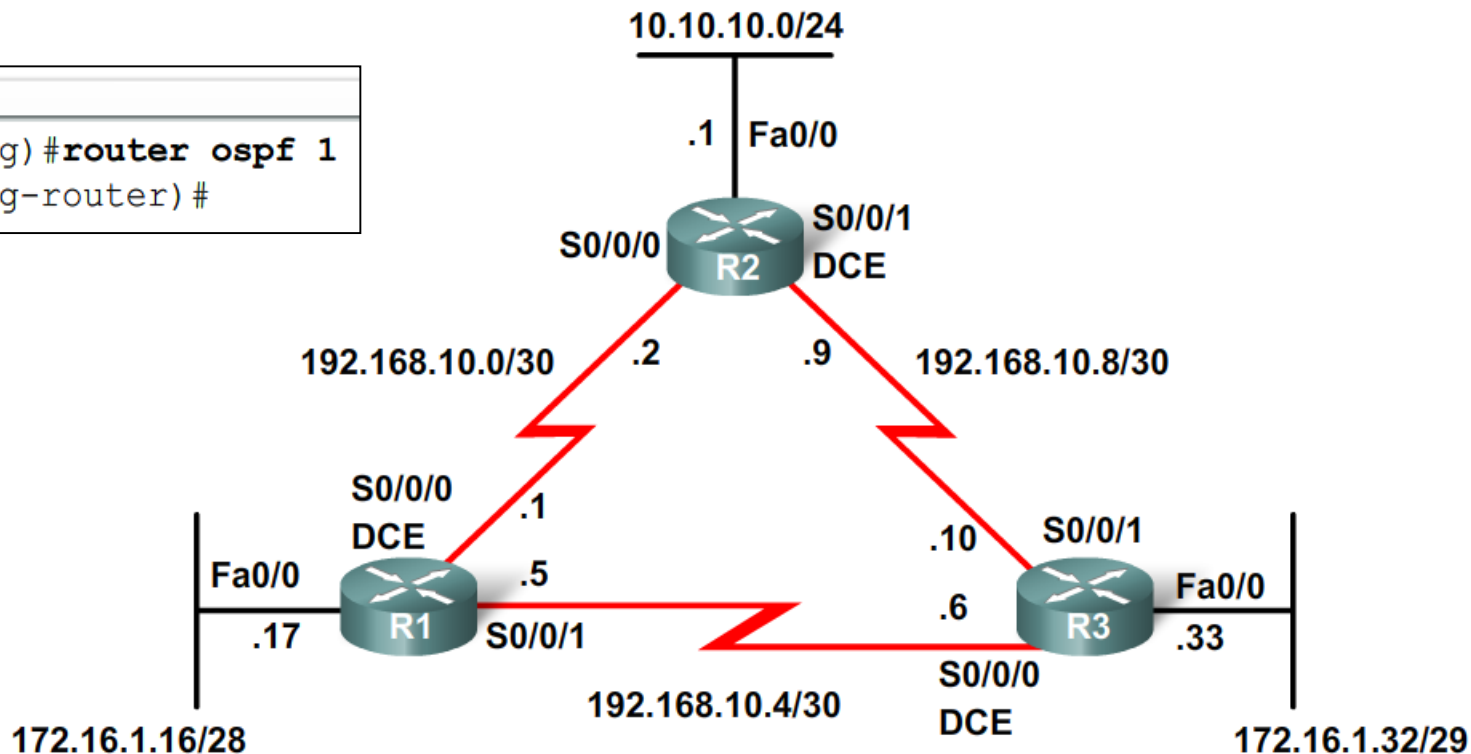 10.10.10.0/24
g)#router ospf 1
g-router)#
.1 Fa0/0
S0/0/0
S0/0/1
DCE
R2
192.168.10.0/30
.2
.9
192.168.10.8/30
S0/0/0
DCE
.1
.10
S0/0/1
Fa0/0
.5
.6
Fa0/0
R1
R3
.17
S0/0/1
.33
S0/0/0
DCE
192.168.10.4/30
172.16.1.16/28
172.16.1.32/29